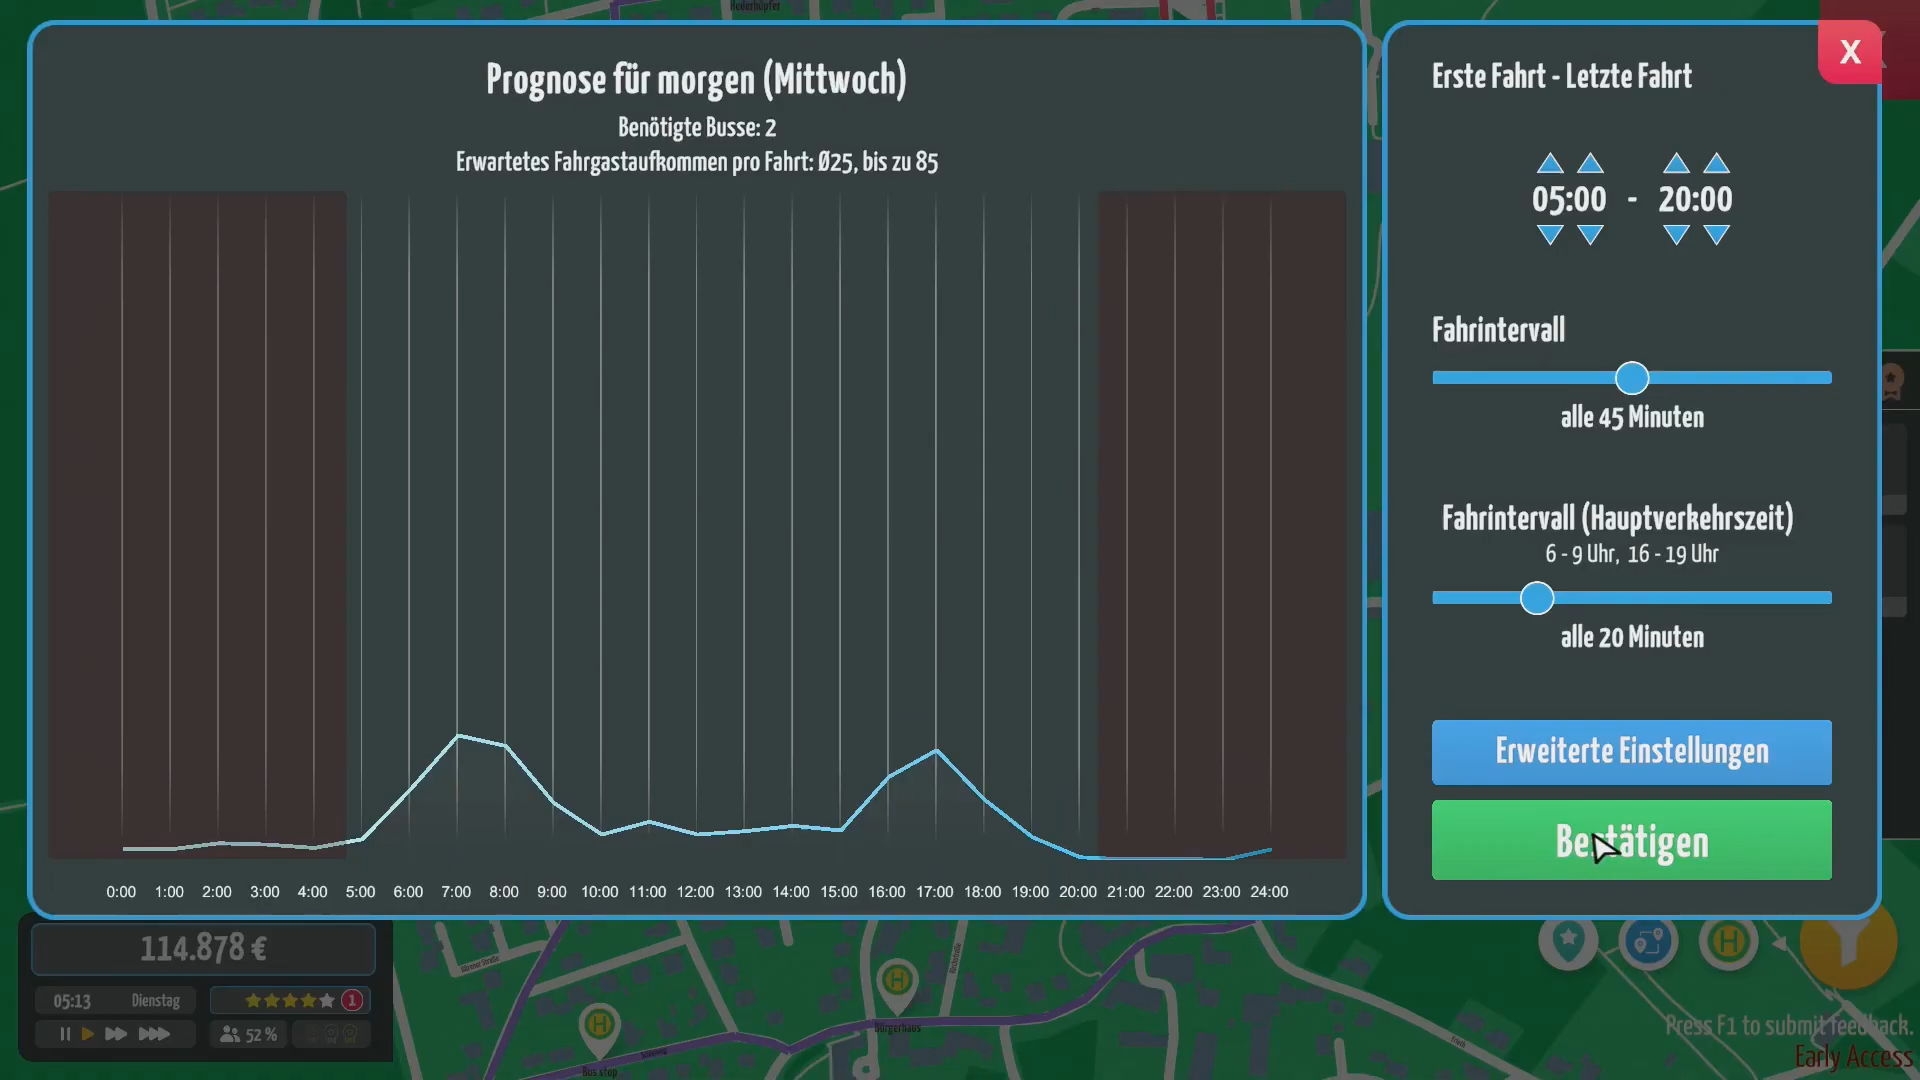 Hederhüpfer
Prognose für morgen (Mittwoch)
Benötigte Busse: 2
Erwartetes Fahrgastaufkommen pro Fahrt: Ø25, bis zu 85
0:00 1:00 2:00 3:00 4:00 5:00 6:00 7:00 8:00 9:00 10:00 11:00 12:00 13:00 14:00 15:00 16:00 17:00 18:00 19:00 20:00 21:00 22:00 23:00 24:00
X
Erste Fahrt - Letzte Fahrt
05:00 - 20:00
Fahrintervall
alle 45 Minuten
Fahrintervall (Hauptverkehrszeit)
6 - 9 Uhr, 16 - 19 Uhr
alle 20 Minuten
Erweiterte Einstellungen
Bestätigen
114.878 €
05:13 Dienstag
1
52 %
H
H
H
Bürgerhaus
Bus stop
Press F1 to submit feedback.
Early Access